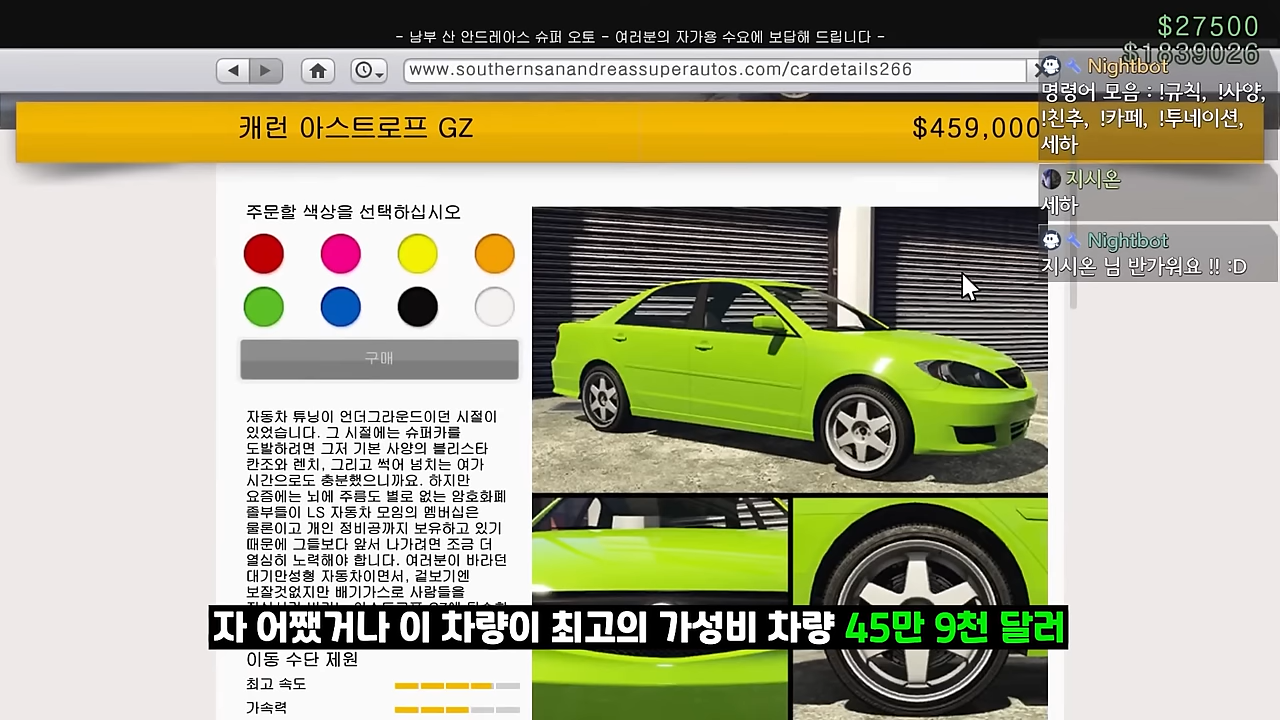 - 남부 산 안드레아스 슈퍼 오토 - 여러분의 자가용 수요에 보답해 드립니다 -
$27500
$1839026
www.southernsanandreassuperautos.com/cardetails266
Nightbot
명령어 모음 : !규칙, !사양,
!친추, !카페, !투네이션,
세하
캐런 아스트로프 GZ
$459,000
지시온
세하
Nightbot
지시온 님 반가워요 !! :D
주문할 색상을 선택하십시오
구매
자동차 튜닝이 언더그라운드이던 시절이
있었습니다. 그 시절에는 슈퍼카를
도발하려면 그저 기본 사양의 블리스타
칸조와 렌치, 그리고 썩어 넘치는 여가
시간으로도 충분했으니까요. 하지만
요즘에는 뇌에 주름도 별로 없는 암호화폐
졸부들이 LS 자동차 모임의 멤버십은
물론이고 개인 정비공까지 보유하고 있기
때문에 그들보다 앞서 나가려면 조금 더
열심히 노력해야 합니다. 여러분이 바라던
대기만성형 자동차이면서, 겉보기엔
보잘것없지만 배기가스로 사람들을
자 어쨌거나 이 차량이 최고의 가성비 차량 45만 9천 달러
이동 수단 제원
최고 속도
가속력